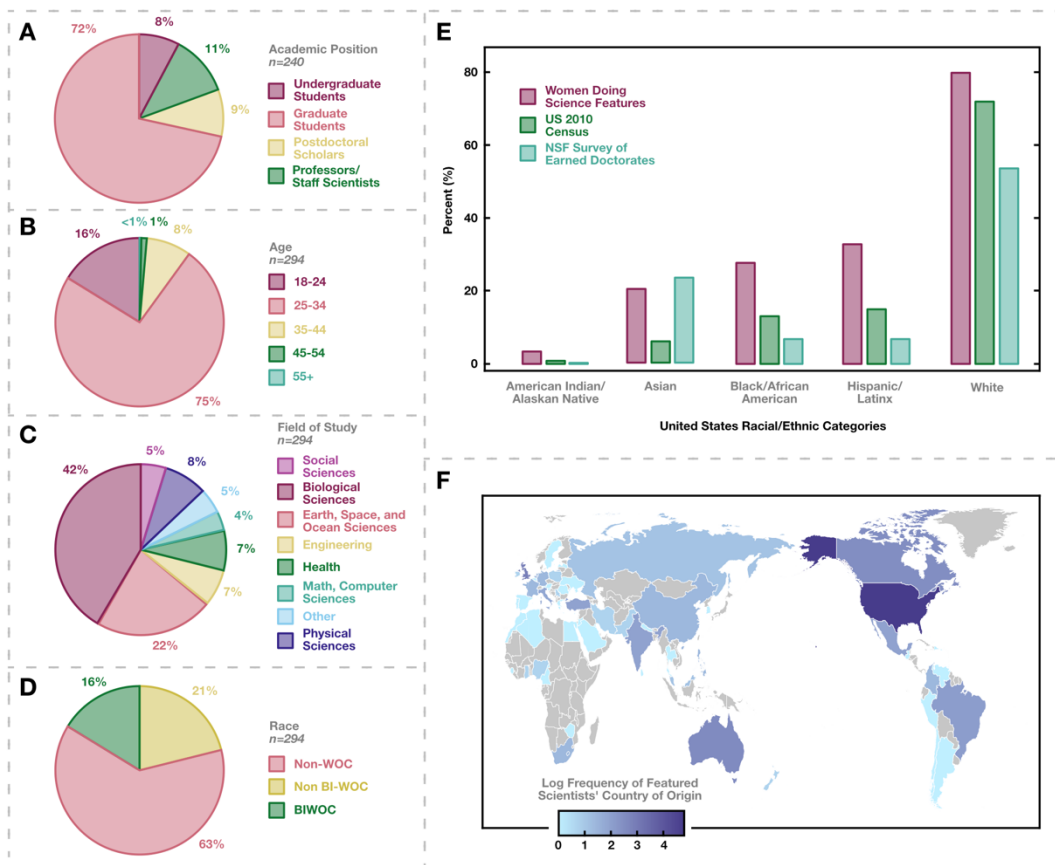 A
72%
8%
11%
9%
Academic Position
n=240
Undergraduate
Students
Graduate
Students
Postdoctoral
Scholars
Professors/
Staff Scientists
B
<1%
1%
8%
16%
75%
Age
n=294
18-24
25-34
35-44
45-54
55+
C
42%
5%
8%
5%
4%
7%
7%
22%
Field of Study
n=294
Social
Sciences
Biological
Sciences
Earth, Space, and
Ocean Sciences
Engineering
Health
Math, Computer
Sciences
Other
Physical
Sciences
D
16%
21%
63%
Race
n=294
Non-WOC
Non BI-WOC
BIWOC
E
Percent (%)
80
60
40
20
0
Women Doing
Science Features
US 2010
Census
NSF Survey of
Earned Doctorates
American Indian/
Alaskan Native
Asian
Black/African
American
Hispanic/
Latinx
White
United States Racial/Ethnic Categories
F
Log Frequency of Featured
Scientists' Country of Origin
0 1 2 3 4